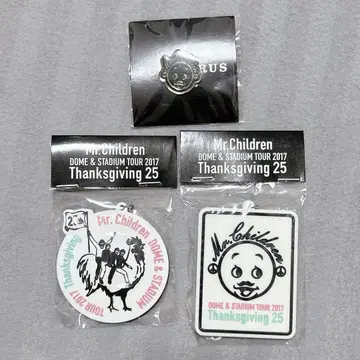 RUS
Mr.Children
DOME & STADIUM TOUR 2017
Thanksgiving 25
Mr.Children
DOME & STADIUM TOUR 2017
Thanksgiving 25
Mr. Children DOME & STADIUM
TOUR 2017 Thanksgiving
Mr. Children
DOME & STADIUM TOUR 2017
Thanksgiving 25